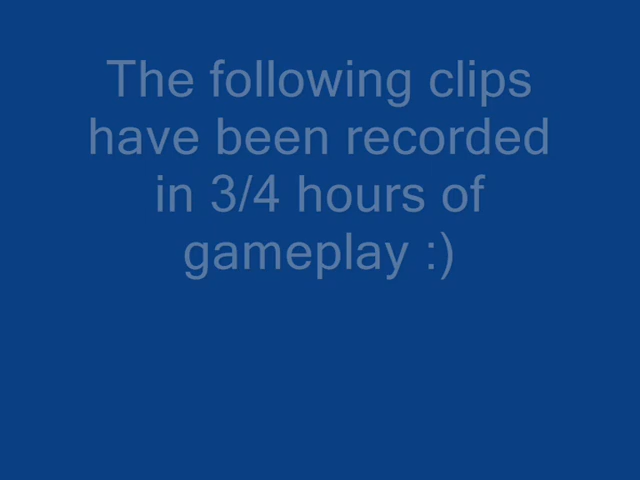 The following clips
have been recorded
in 3/4 hours of
gameplay :)